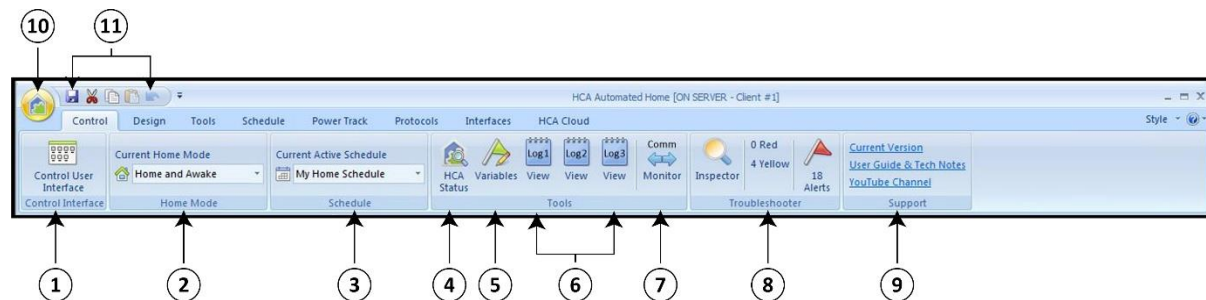 10 11
HCA Automated Home [ON SERVER - Client #1]
Control Design Tools Schedule Power Track Protocols Interfaces HCA Cloud Style
Control User
Interface
Control Interface
Current Home Mode
Home and Awake
Home Mode
Current Active Schedule
My Home Schedule
Schedule
HCA
Status
Variables
Log1
View
Log2
View
Log3
View
Comm
Monitor
Tools
Inspector
0 Red
4 Yellow
18
Alerts
Troubleshooter
Current Version
User Guide & Tech Notes
YouTube Channel
Support
1 2 3 4 5 6 7 8 9